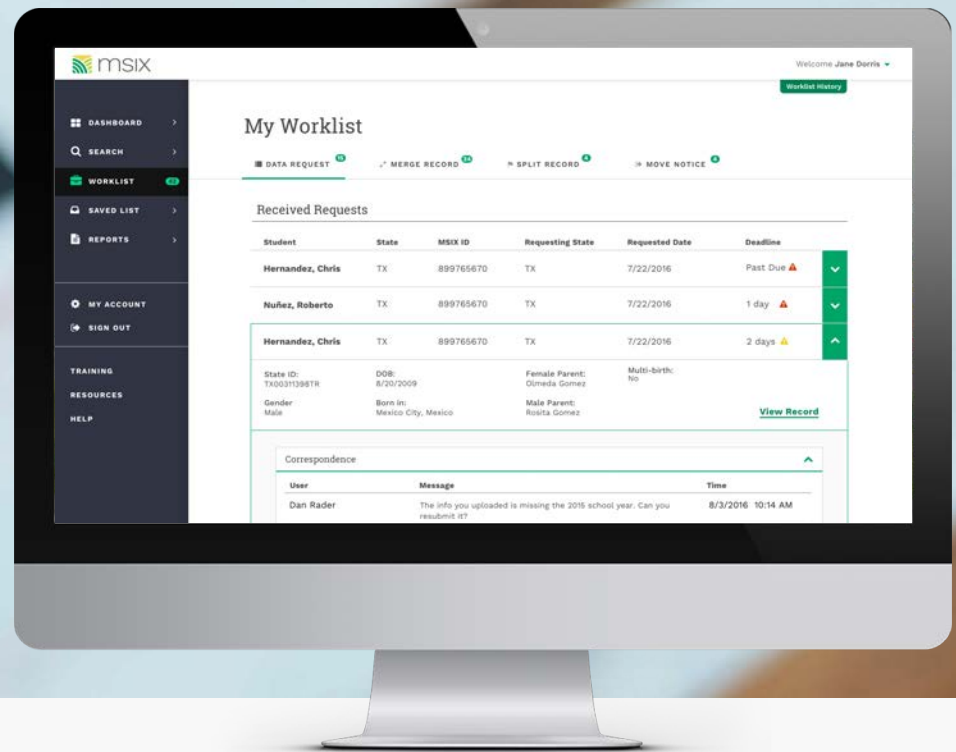 msix
Welcome Jane Dorris
Worklist History
DASHBOARD
SEARCH
WORKLIST
SAVED LIST
REPORTS
MY ACCOUNT
SIGN OUT
TRAINING
RESOURCES
HELP
My Worklist
DATA REQUEST MERGE RECORD SPLIT RECORD 4 MOVE NOTICE
Received Requests
Student State MSIX ID Requesting State Requested Date Deadline
Hernandez, Chris TX 899765670 TX 7/22/2016 Past Due
Nuñez, Roberto TX 899765670 TX 7/22/2016 1 day
Hernandez, Chris TX 899765670 TX 7/22/2016 2 days
State ID: DOB: Female Parent: Multi-birth:
TX00311398TR 8/20/2009 Olmeda Gomez No
Gender Born in: Male Parent:
Male Mexico City, Mexico Rosita Gomez View Record
Correspondence
User Message Time
Dan Rader The info you uploaded is missing the 2015 school year. Can you 8/3/2016 10:14 AM
resubmit it?